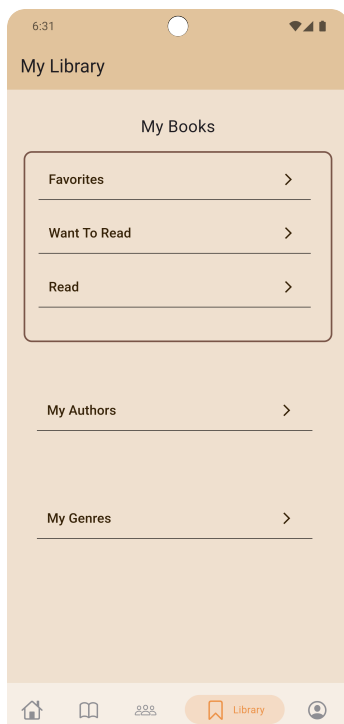 6:31
My Library
My Books
Favorites
Want To Read
Read
My Authors
My Genres
Library